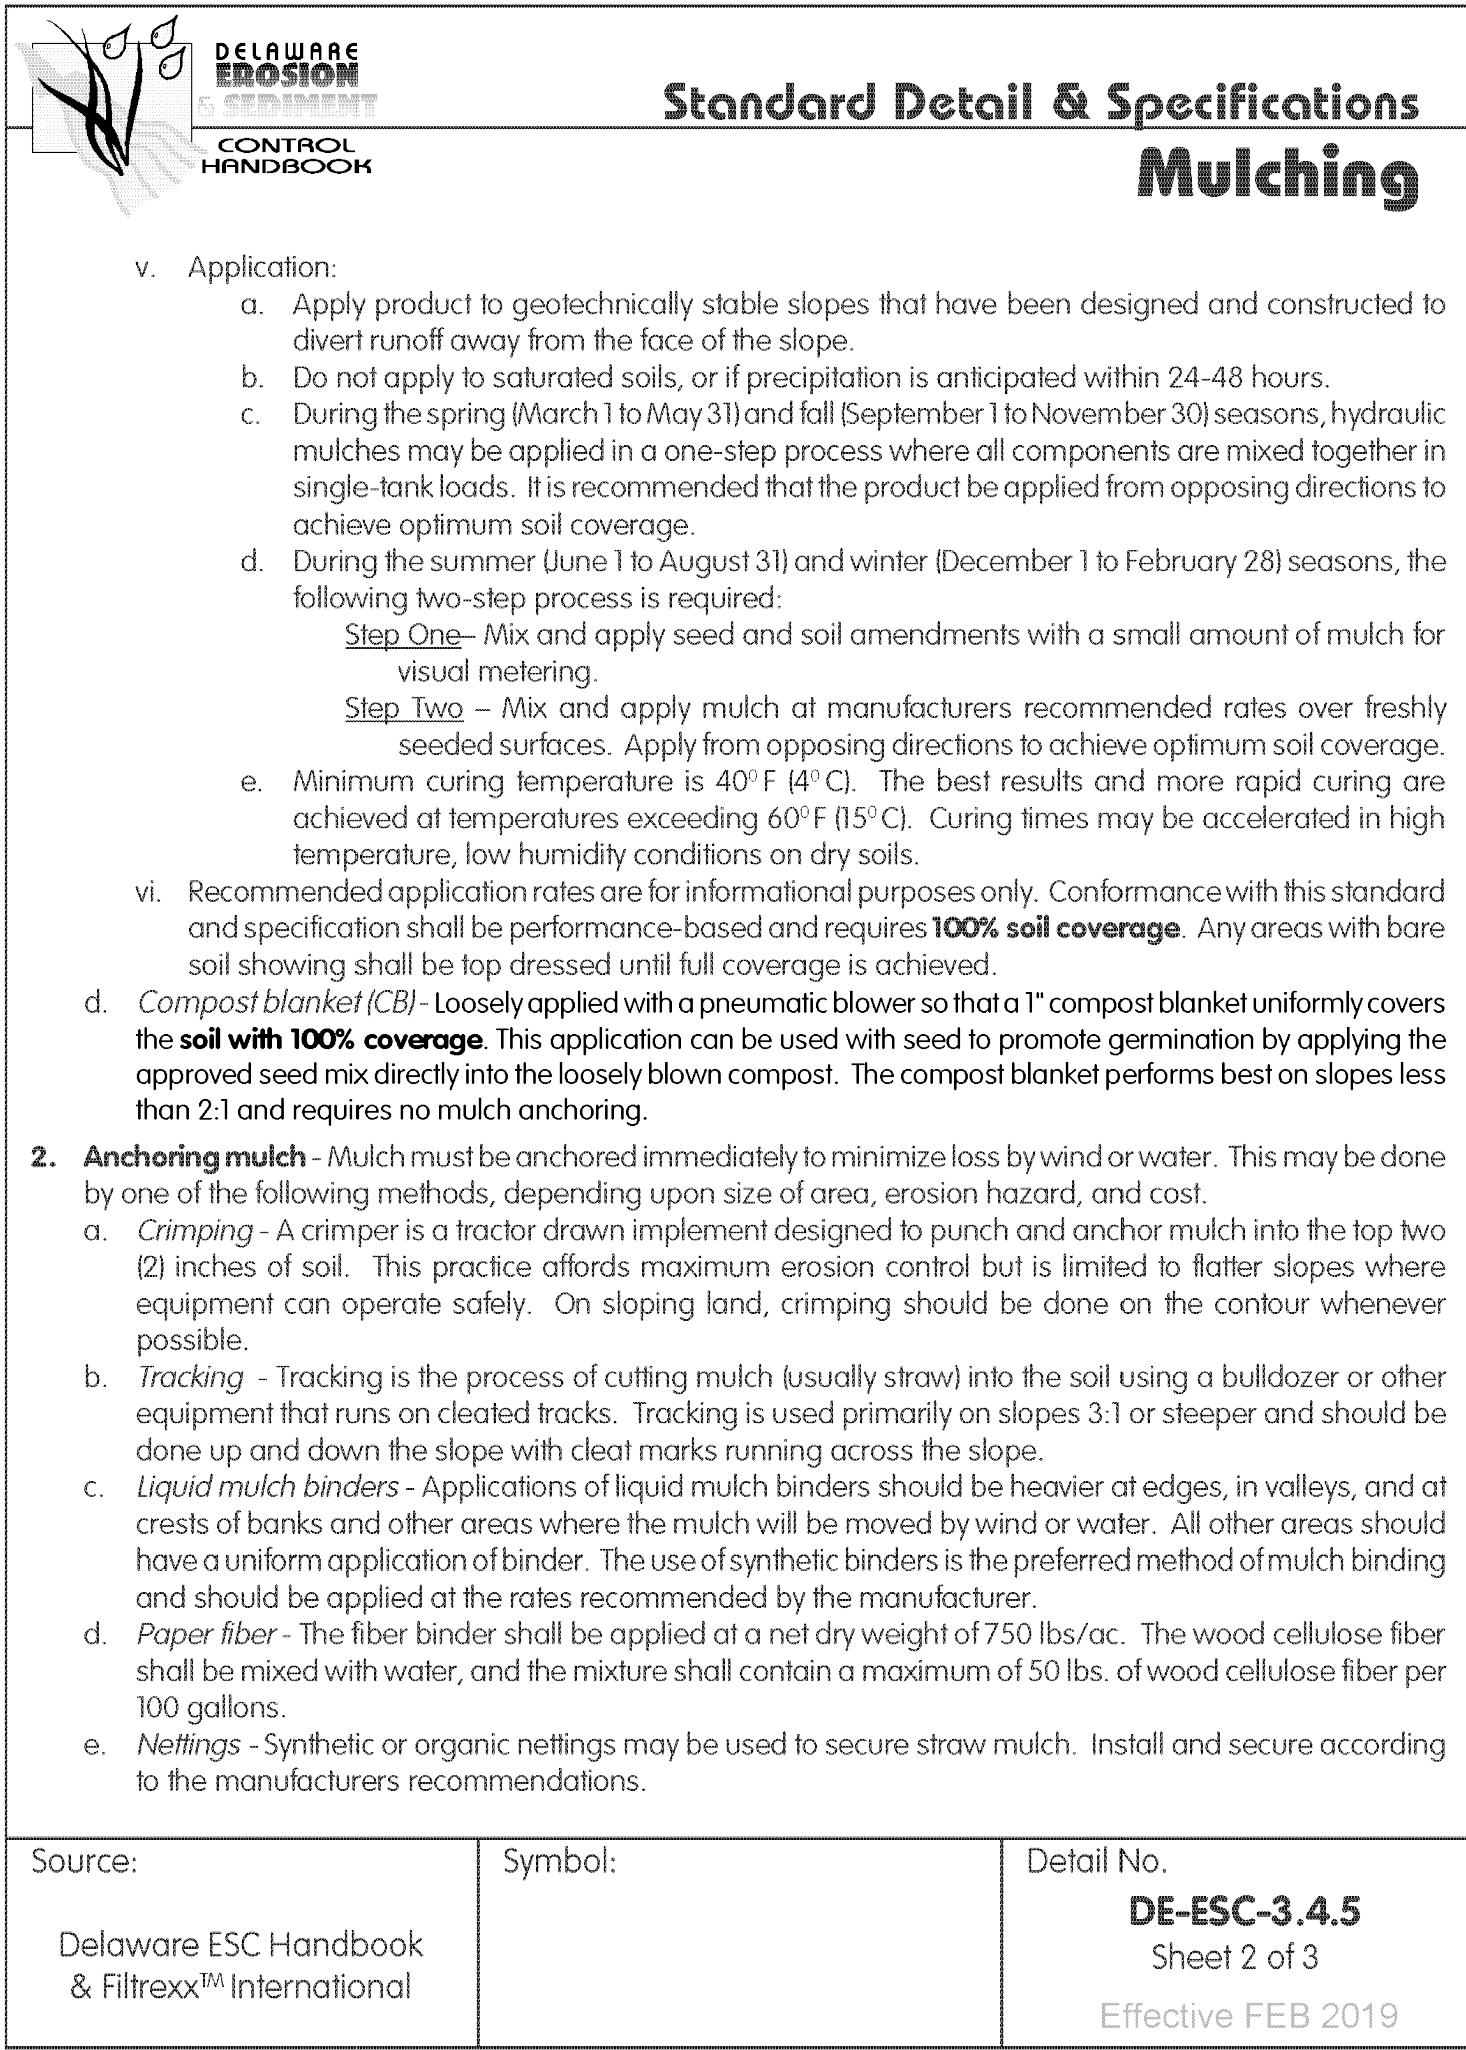 DELAWARE
EROSION
& SEDIMENT
CONTROL
HANDBOOK
Standard Detail & Specifications
Mulching
v. Application:
a. Apply product to geotechnically stable slopes that have been designed and constructed to
divert runoff away from the face of the slope.
b. Do not apply to saturated soils, or if precipitation is anticipated within 24-48 hours.
c. During the spring (March 1 to May 31) and fall (September 1 to November 30) seasons, hydraulic
mulches may be applied in a one-step process where all components are mixed together in
single-tank loads. It is recommended that the product be applied from opposing directions to
achieve optimum soil coverage.
d. During the summer (June 1 to August 31) and winter (December 1 to February 28) seasons, the
following two-step process is required:
Step One– Mix and apply seed and soil amendments with a small amount of mulch for
visual metering.
Step Two – Mix and apply mulch at manufacturers recommended rates over freshly
seeded surfaces. Apply from opposing directions to achieve optimum soil coverage.
e. Minimum curing temperature is 40⁰ F (4⁰ C). The best results and more rapid curing are
achieved at temperatures exceeding 60⁰ F (15⁰ C). Curing times may be accelerated in high
temperature, low humidity conditions on dry soils.
vi. Recommended application rates are for informational purposes only. Conformance with this standard
and specification shall be performance-based and requires 100% soil coverage. Any areas with bare
soil showing shall be top dressed until full coverage is achieved.
d. Compost blanket (CB) - Loosely applied with a pneumatic blower so that a 1" compost blanket uniformly covers
the soil with 100% coverage. This application can be used with seed to promote germination by applying the
approved seed mix directly into the loosely blown compost. The compost blanket performs best on slopes less
than 2:1 and requires no mulch anchoring.
2. Anchoring mulch - Mulch must be anchored immediately to minimize loss by wind or water. This may be done
by one of the following methods, depending upon size of area, erosion hazard, and cost.
a. Crimping - A crimper is a tractor drawn implement designed to punch and anchor mulch into the top two
(2) inches of soil. This practice affords maximum erosion control but is limited to flatter slopes where
equipment can operate safely. On sloping land, crimping should be done on the contour whenever
possible.
b. Tracking - Tracking is the process of cutting mulch (usually straw) into the soil using a bulldozer or other
equipment that runs on cleated tracks. Tracking is used primarily on slopes 3:1 or steeper and should be
done up and down the slope with cleat marks running across the slope.
c. Liquid mulch binders - Applications of liquid mulch binders should be heavier at edges, in valleys, and at
crests of banks and other areas where the mulch will be moved by wind or water. All other areas should
have a uniform application of binder. The use of synthetic binders is the preferred method of mulch binding
and should be applied at the rates recommended by the manufacturer.
d. Paper fiber - The fiber binder shall be applied at a net dry weight of 750 lbs/ac. The wood cellulose fiber
shall be mixed with water, and the mixture shall contain a maximum of 50 lbs. of wood cellulose fiber per
100 gallons.
e. Nettings - Synthetic or organic nettings may be used to secure straw mulch. Install and secure according
to the manufacturers recommendations.
Source:
Delaware ESC Handbook
& Filtrexx™ International
Symbol:
Detail No.
DE-ESC-3.4.5
Sheet 2 of 3
Effective FEB 2019